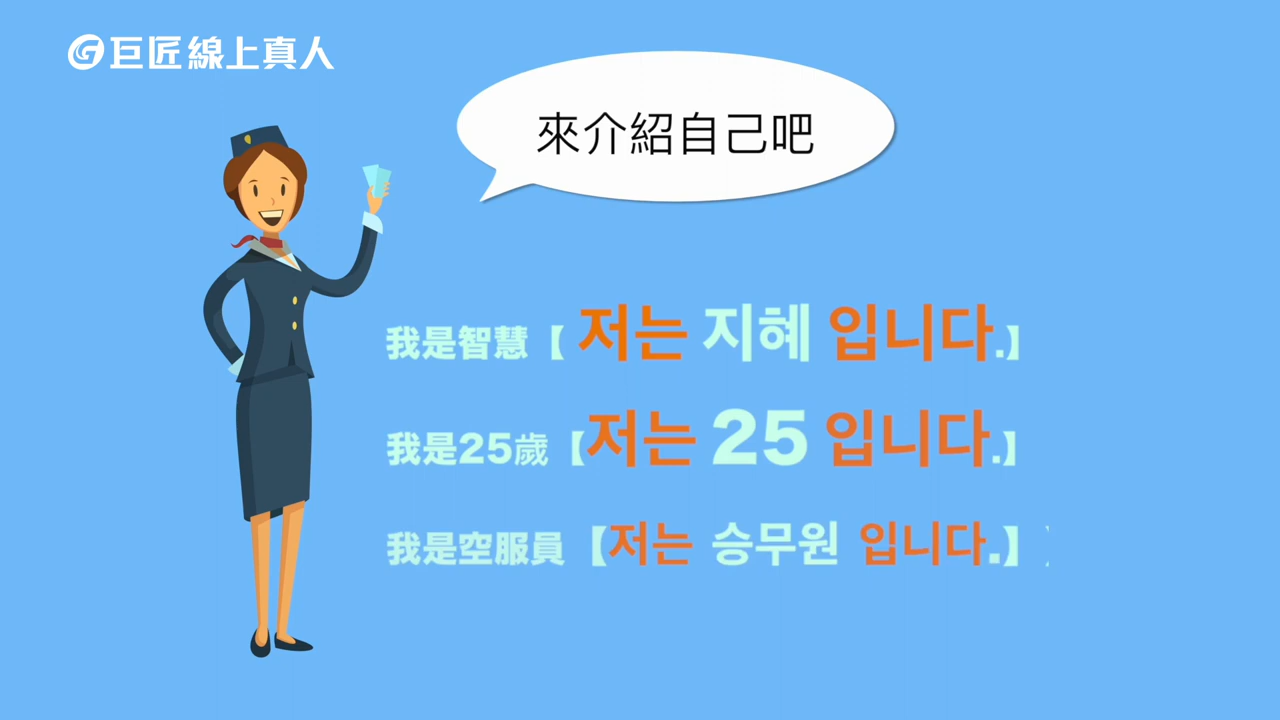 巨匠線上真人
來介紹自己吧
我是智慧【 저는 지혜 입니다.】
我是25歲【저는 25 입니다.】
我是空服員【저는 승무원 입니다.】